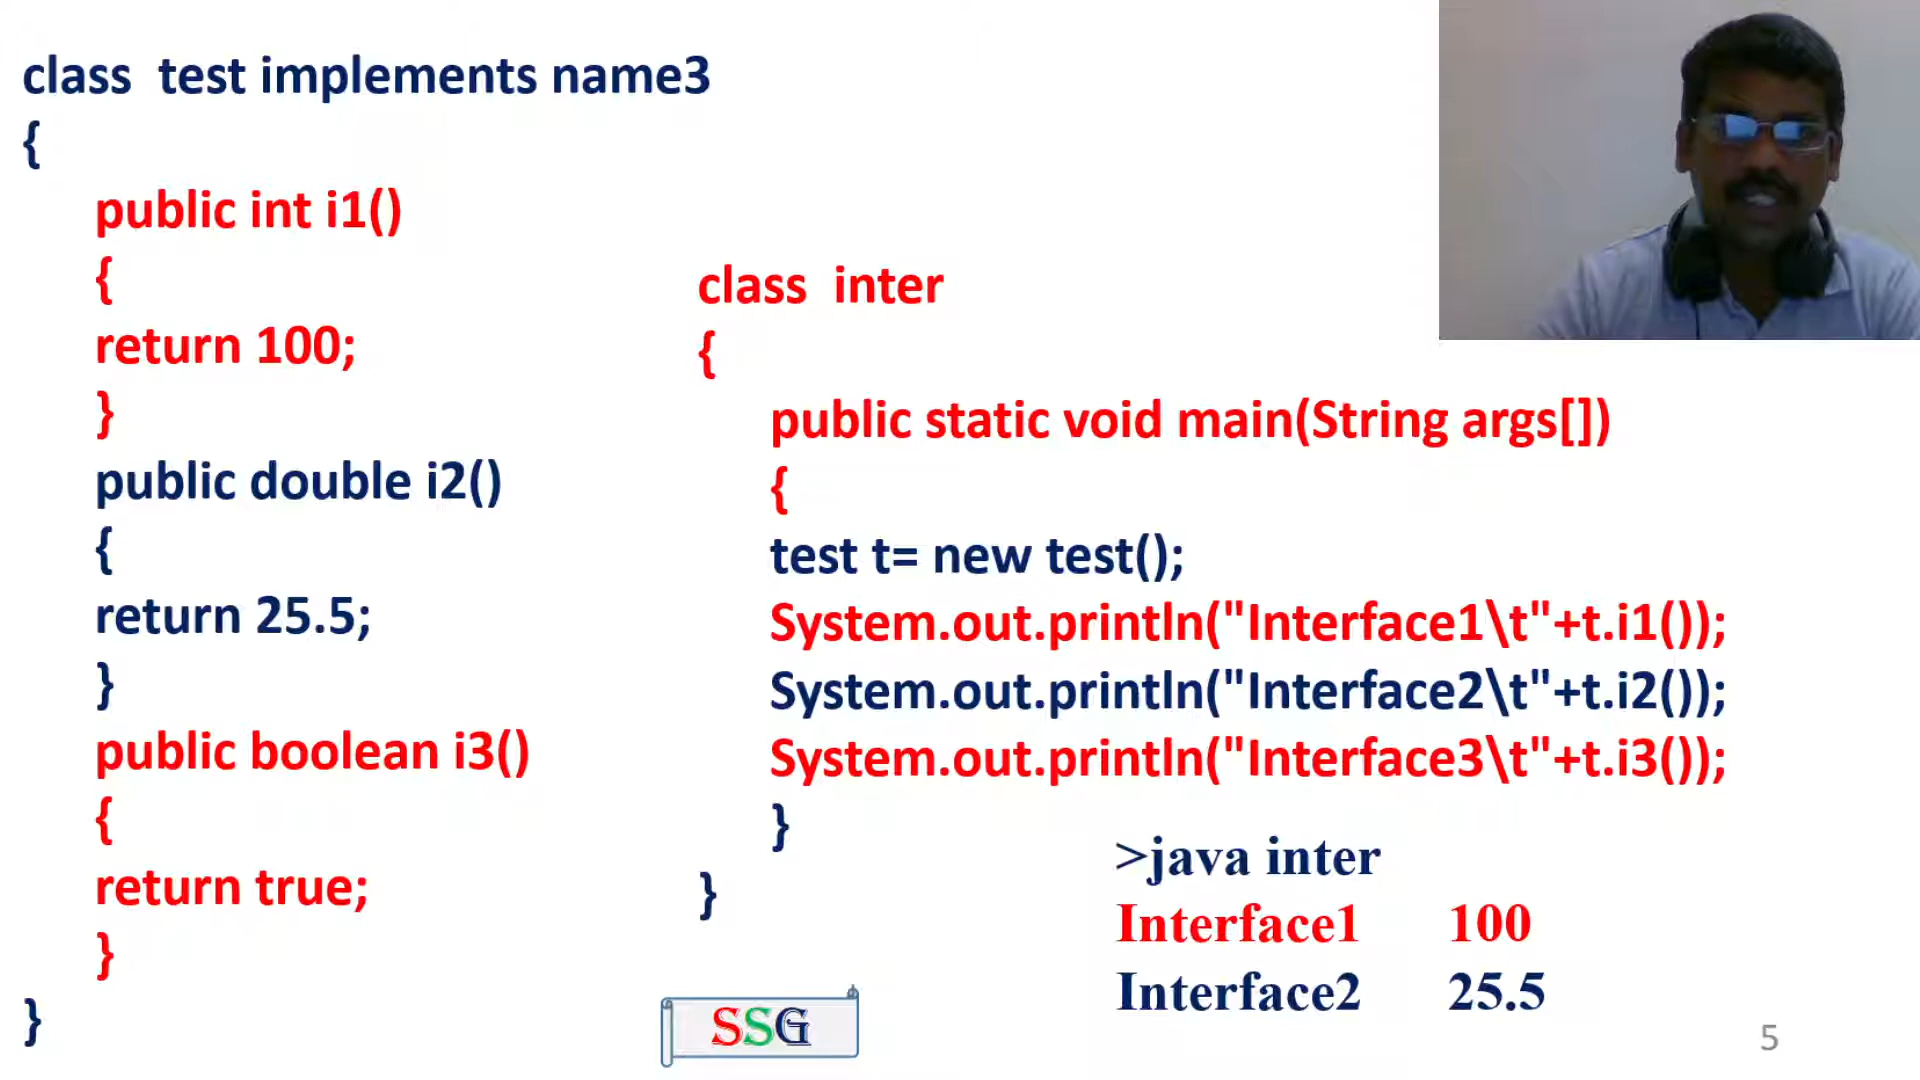 class  test implements name3
{
public int i1()
{
return 100;
}
public double i2()
{
return 25.5;
}
public boolean i3()
{
return true;
}
}
class  inter
{
public static void main(String args[])
{
test t= new test();
System.out.println("Interface1\t"+t.i1());
System.out.println("Interface2\t"+t.i2());
System.out.println("Interface3\t"+t.i3());
}
}
>java inter
Interface1 100
Interface2 25.5
SSG
5